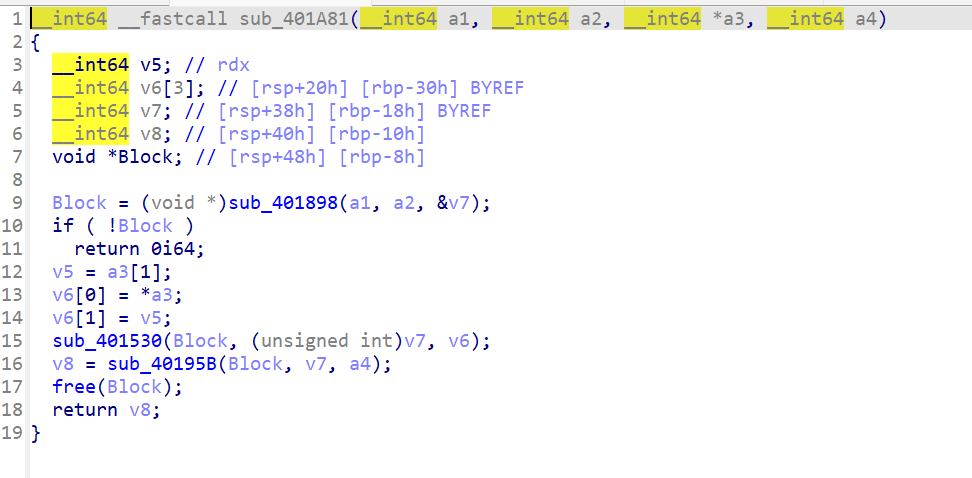 1 __int64 __fastcall sub_401A81(__int64 a1, __int64 a2, __int64 *a3, __int64 a4)
2 {
3   __int64 v5; // rdx
4   __int64 v6[3]; // [rsp+20h] [rbp-30h] BYREF
5   __int64 v7; // [rsp+38h] [rbp-18h] BYREF
6   __int64 v8; // [rsp+40h] [rbp-10h]
7   void *Block; // [rsp+48h] [rbp-8h]
8
9   Block = (void *)sub_401898(a1, a2, &v7);
10   if ( !Block )
11     return 0i64;
12   v5 = a3[1];
13   v6[0] = *a3;
14   v6[1] = v5;
15   sub_401530(Block, (unsigned int)v7, v6);
16   v8 = sub_40195B(Block, v7, a4);
17   free(Block);
18   return v8;
19 }